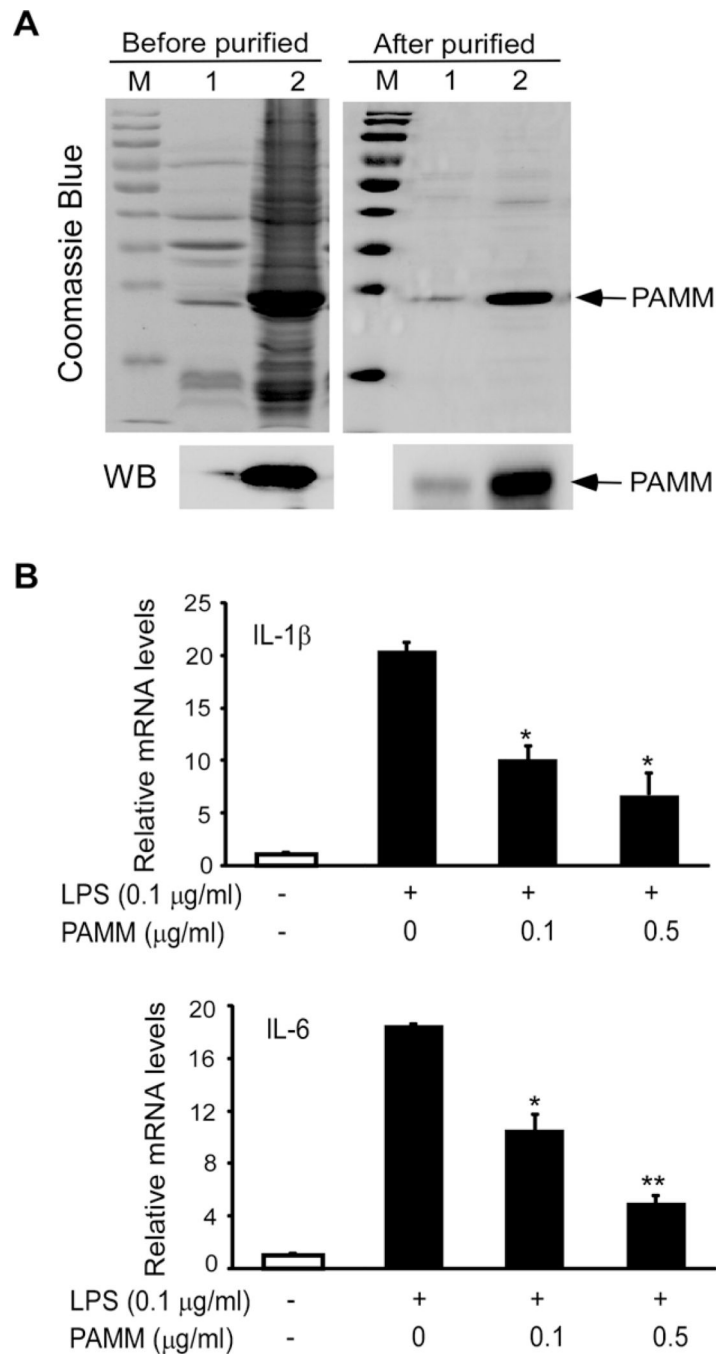 A
Before purified After purified
M 1 2 M 1 2
Coomassie Blue
PAMM
WB
PAMM
B
Relative mRNA levels
25
20
15
10
5
0
IL-1β
* *
LPS (0.1 μg/ml) - + + +
PAMM (μg/ml) - 0 0.1 0.5
Relative mRNA levels
20
16
12
8
4
0
IL-6
* **
LPS (0.1 μg/ml) - + + +
PAMM (μg/ml) - 0 0.1 0.5